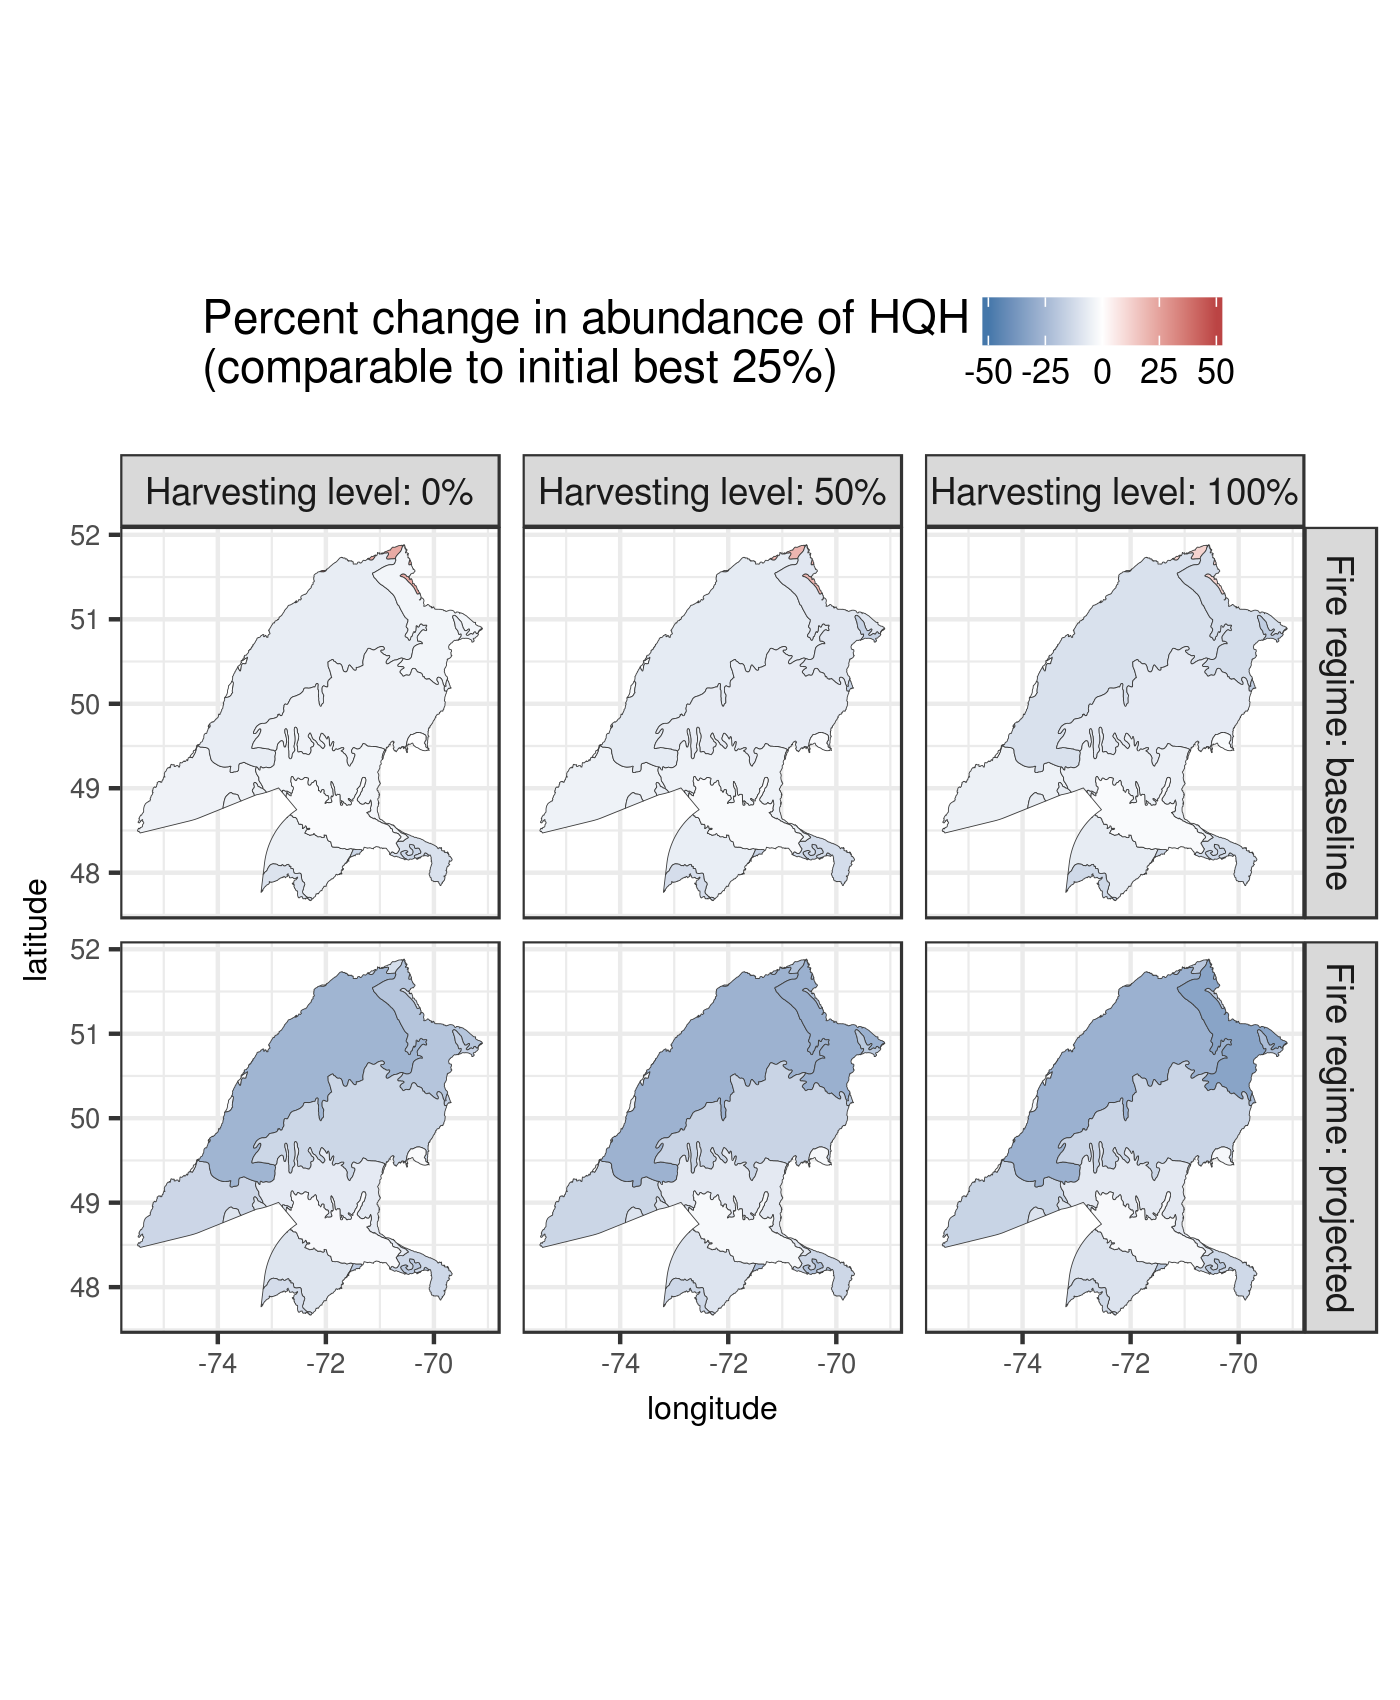 Percent change in abundance of HQH
(comparable to initial best 25%)
-50 -25 0 25 50
Harvesting level: 0%
Harvesting level: 50%
Harvesting level: 100%
52
51
50
49
48
Fire regime: baseline
latitude
52
51
50
49
48
Fire regime: projected
-74 -72 -70
-74 -72 -70
-74 -72 -70
longitude